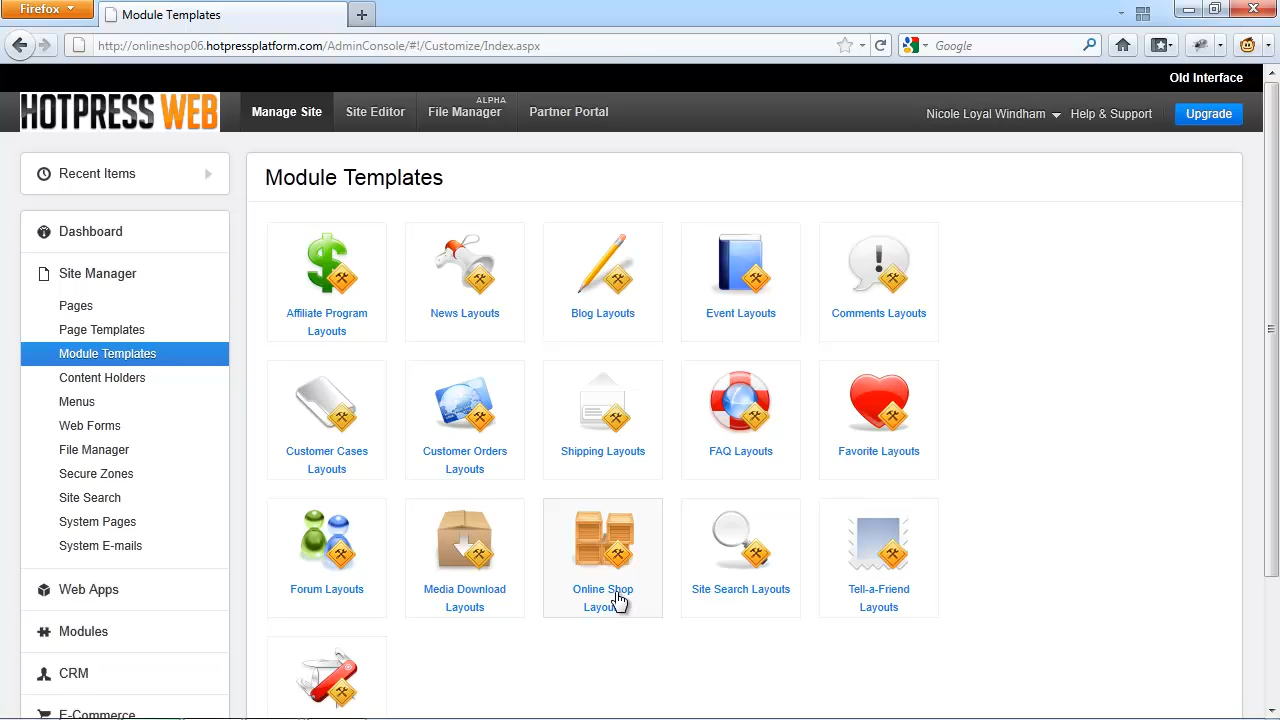 Firefox
Module Templates
http://onlineshop06.hotpressplatform.com/AdminConsole/#!/Customize/Index.aspx
Google
Old Interface
HOTPRESS WEB
Manage Site
Site Editor
ALPHA
File Manager
Partner Portal
Nicole Loyal Windham
Help & Support
Upgrade
Recent Items
Dashboard
Site Manager
Pages
Page Templates
Module Templates
Content Holders
Menus
Web Forms
File Manager
Secure Zones
Site Search
System Pages
System E-mails
Web Apps
Modules
CRM
E-Commerce
Module Templates
Affiliate Program
Layouts
News Layouts
Blog Layouts
Event Layouts
Comments Layouts
Customer Cases
Layouts
Customer Orders
Layouts
Shipping Layouts
FAQ Layouts
Favorite Layouts
Forum Layouts
Media Download
Layouts
Online Shop
Layouts
Site Search Layouts
Tell-a-Friend
Layouts